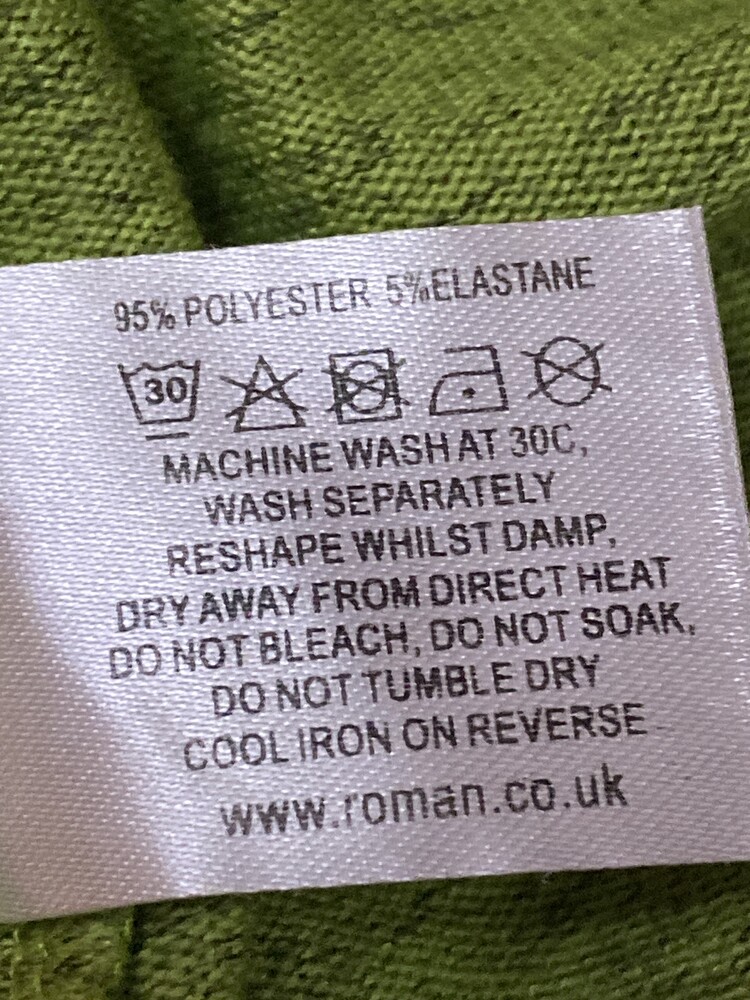 95% POLYESTER 5%ELASTANE
30
MACHINE WASH AT 30C,
WASH SEPARATELY
RESHAPE WHILST DAMP,
DRY AWAY FROM DIRECT HEAT
DO NOT BLEACH, DO NOT SOAK,
DO NOT TUMBLE DRY
COOL IRON ON REVERSE
www.roman.co.uk